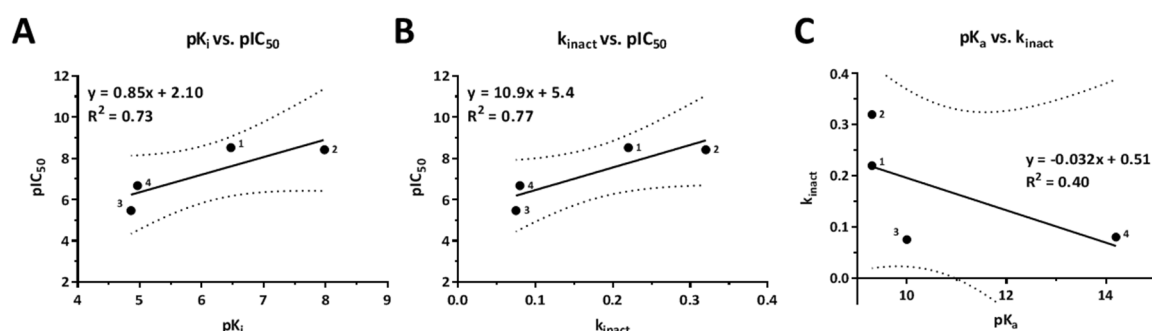 A
pKi vs. pIC50
y = 0.85x + 2.10
R2 = 0.73
pIC50
12
10
8
6
4
2
1
2
4
3
4
5
6
7
8
9
pKi
B
kinact vs. pIC50
y = 10.9x + 5.4
R2 = 0.77
pIC50
12
10
8
6
4
2
1
2
4
3
0.0
0.1
0.2
0.3
0.4
kinact
C
pKa vs. kinact
0.4
0.3
0.2
0.1
0.0
kinact
2
1
y = -0.032x + 0.51
R2 = 0.40
3
4
10
12
14
pKa